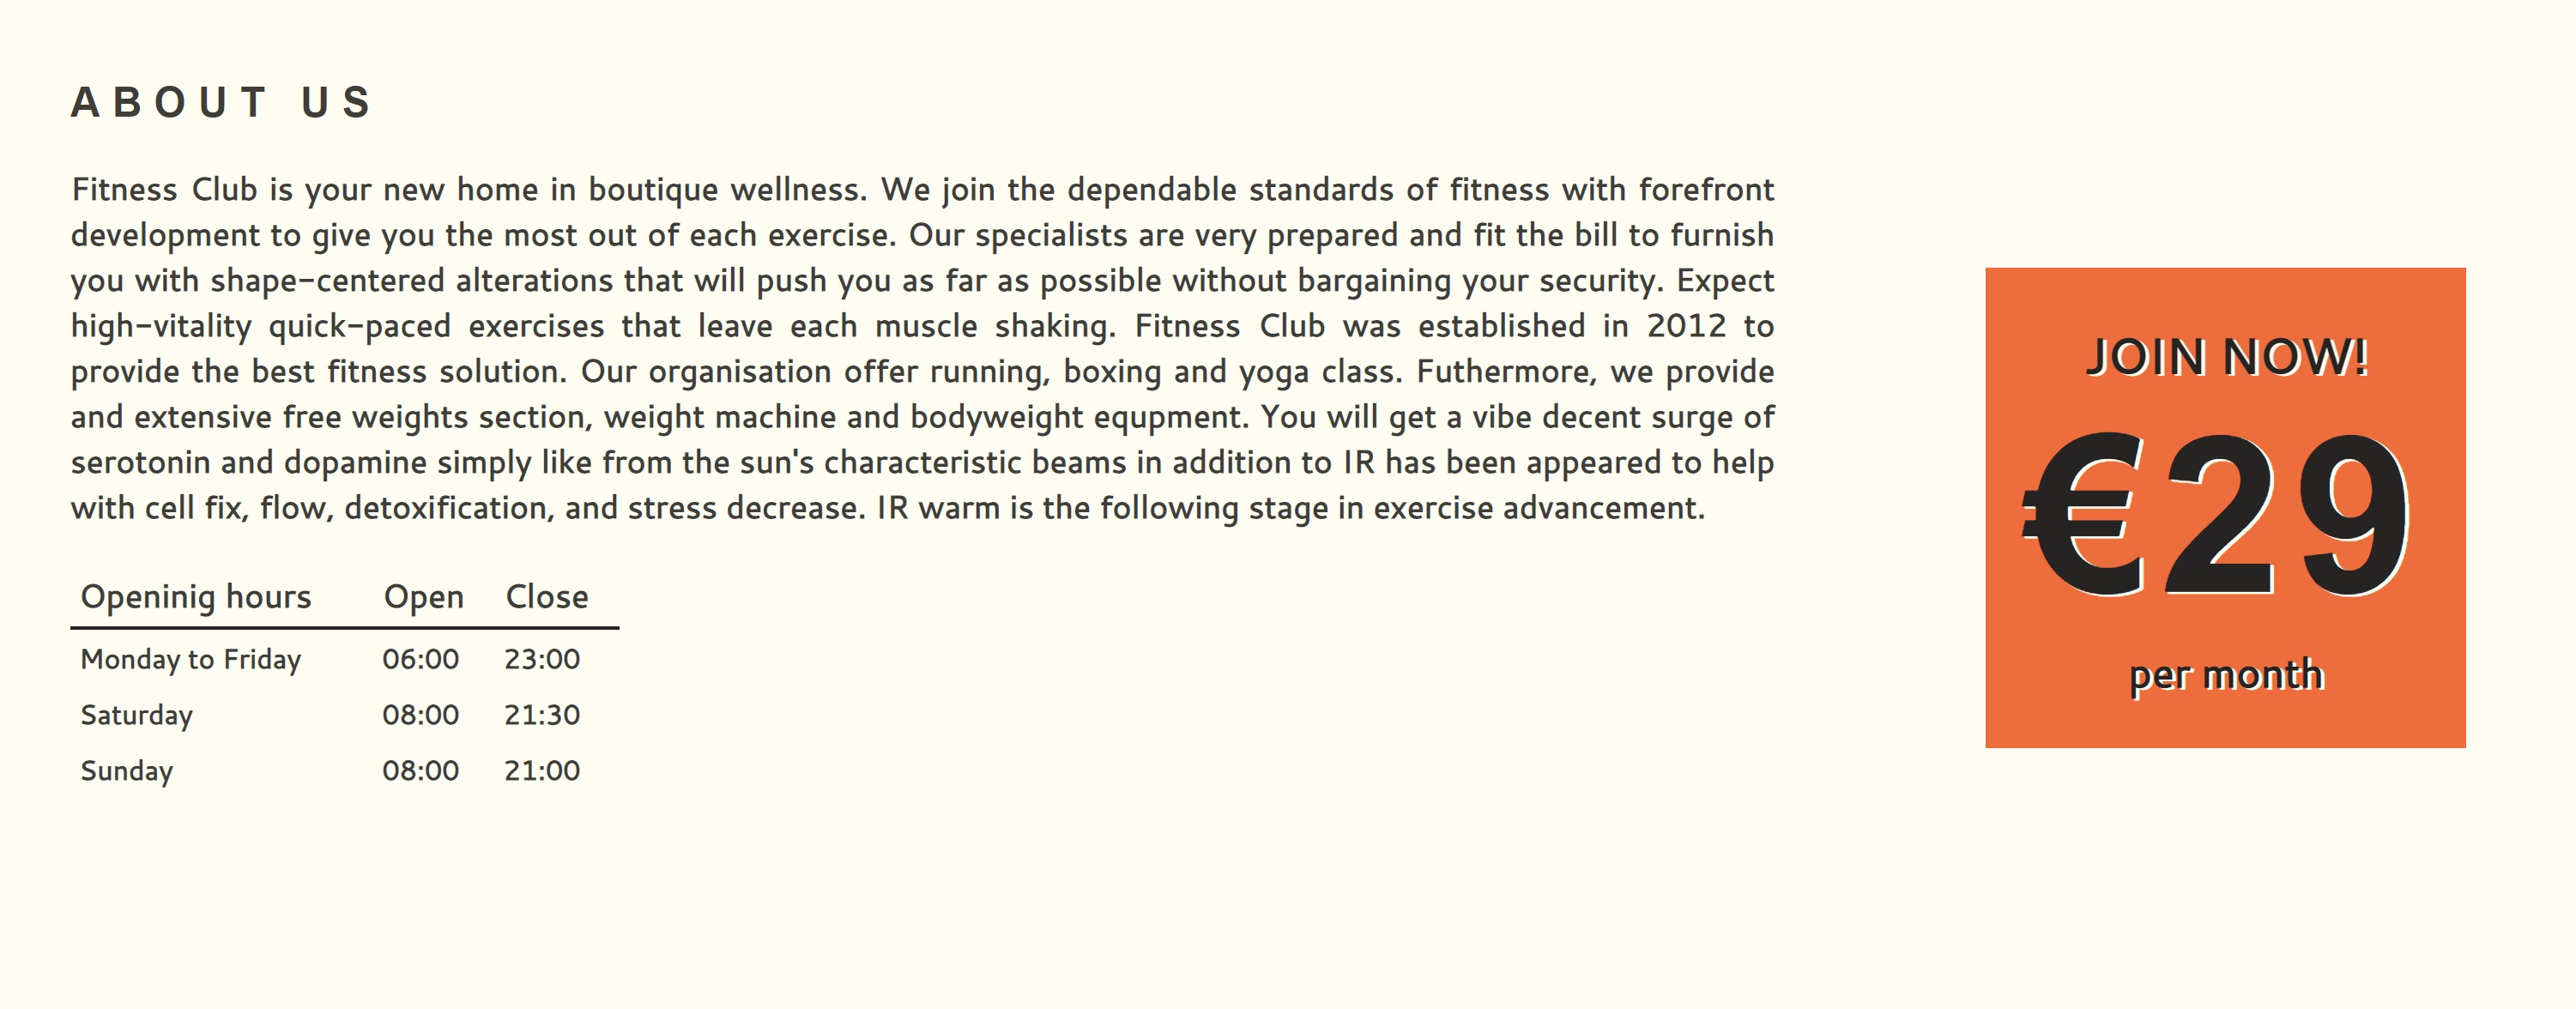 ABOUT US
Fitness Club is your new home in boutique wellness. We join the dependable standards of fitness with forefront
development to give you the most out of each exercise. Our specialists are very prepared and fit the bill to furnish
you with shape-centered alterations that will push you as far as possible without bargaining your security. Expect
high-vitality quick-paced exercises that leave each muscle shaking. Fitness Club was established in 2012 to
provide the best fitness solution. Our organisation offer running, boxing and yoga class. Futhermore, we provide
and extensive free weights section, weight machine and bodyweight equpment. You will get a vibe decent surge of
serotonin and dopamine simply like from the sun's characteristic beams in addition to IR has been appeared to help
with cell fix, flow, detoxification, and stress decrease. IR warm is the following stage in exercise advancement.
Openinig hours Open Close
Monday to Friday 06:00 23:00
Saturday 08:00 21:30
Sunday 08:00 21:00
JOIN NOW!
€29
per month